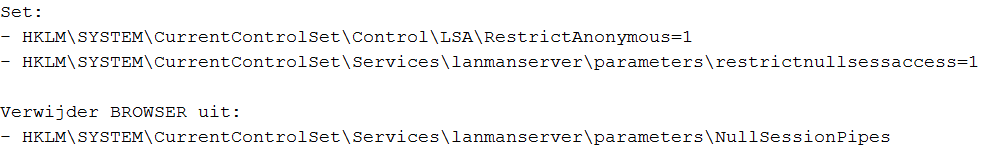 Set:
- HKLM\SYSTEM\CurrentControlSet\Control\LSA\RestrictAnonymous=1
- HKLM\SYSTEM\CurrentControlSet\Services\lanmanserver\parameters\restrictnullsessaccess=1
Verwijder BROWSER uit:
- HKLM\SYSTEM\CurrentControlSet\Services\lanmanserver\parameters\NullSessionPipes